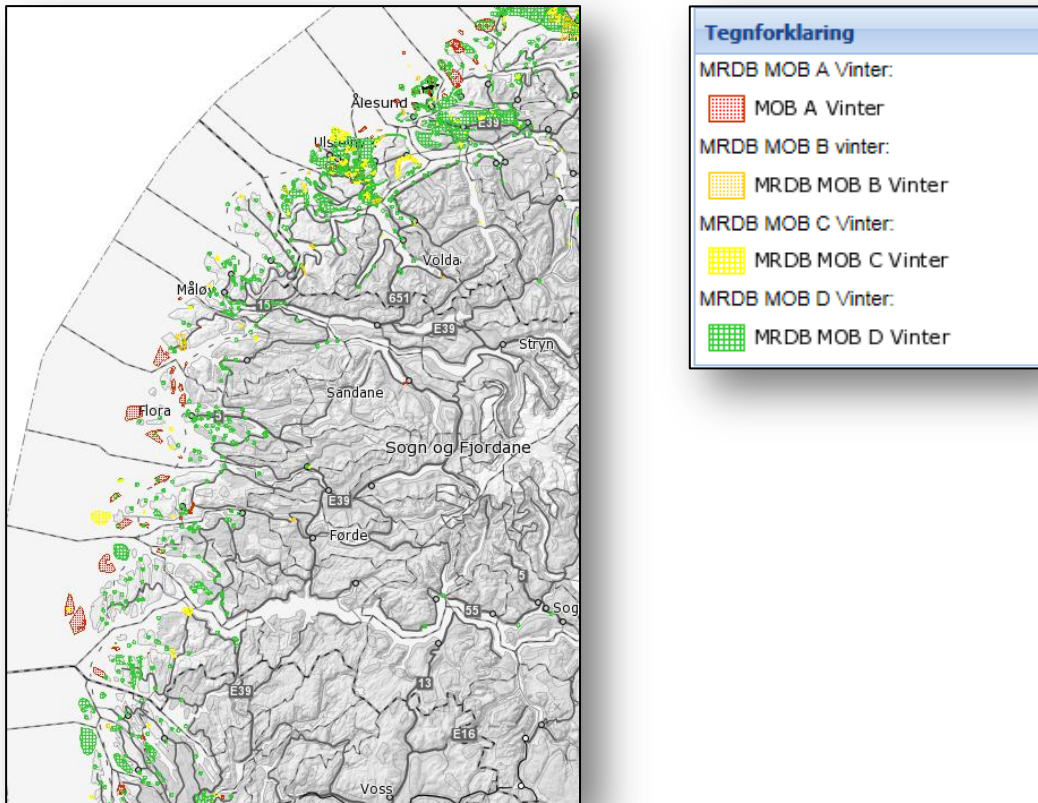 Ålesund
E39
Volda
Måløy
15
651
E39
Stryn
Sandane
Flora
5
Sogn og Fjordane
E39
Førde
5
55
Sog
13
E39
E16
Voss
Tegnforklaring
MRDB MOB A Vinter:
MOB A Vinter
MRDB MOB B vinter:
MRDB MOB B Vinter
MRDB MOB C Vinter:
MRDB MOB C Vinter
MRDB MOB D Vinter:
MRDB MOB D Vinter